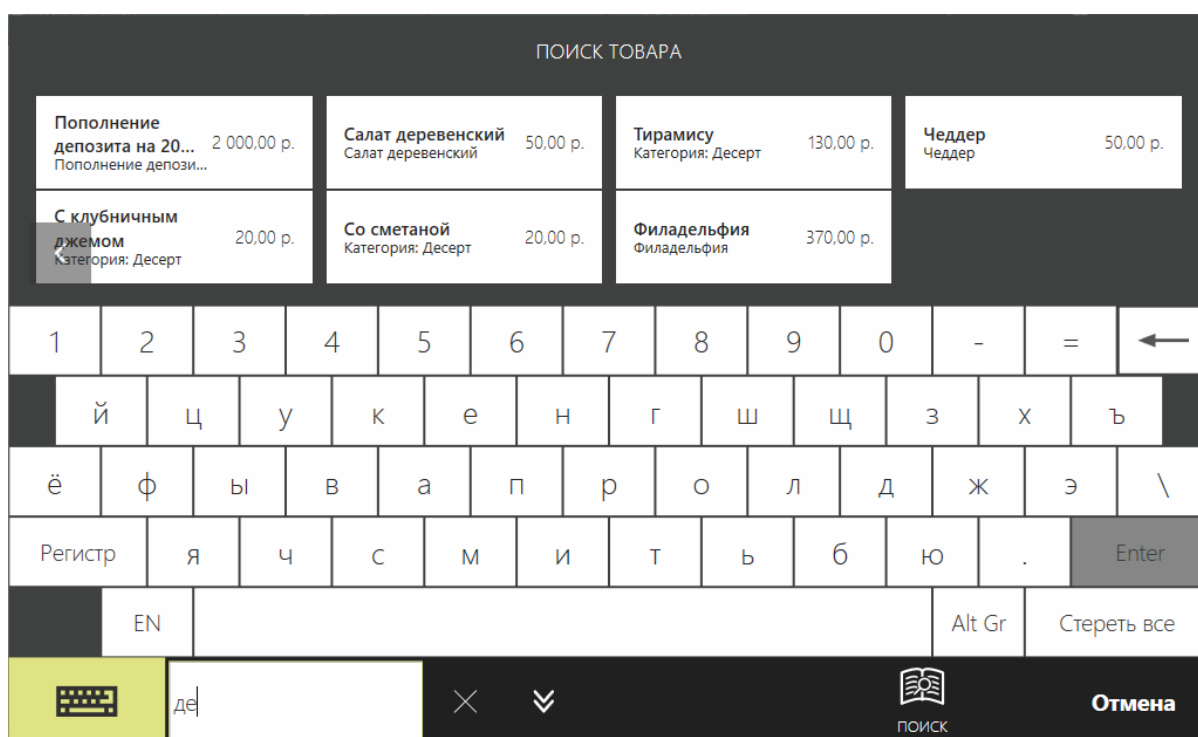 ПОИСК ТОВАРА
Пополнение
депозита на 20...
2 000,00 р.
Пополнение депози...
Салат деревенский
Салат деревенский
50,00 р.
Тирамису
Категория: Десерт
130,00 р.
Чеддер
Чеддер
50,00 р.
С клубничным
джемом
Категория: Десерт
20,00 р.
Со сметаной
Категория: Десерт
20,00 р.
Филадельфия
Филадельфия
370,00 р.
1 2 3 4 5 6 7 8 9 0 - =
й ц у к е н г ш щ з х ъ
ё ф ы в а п р о л д ж э \
Регистр я ч с м и т ь б ю . Enter
EN Alt Gr Стереть все
де
ПОИСК
Отмена